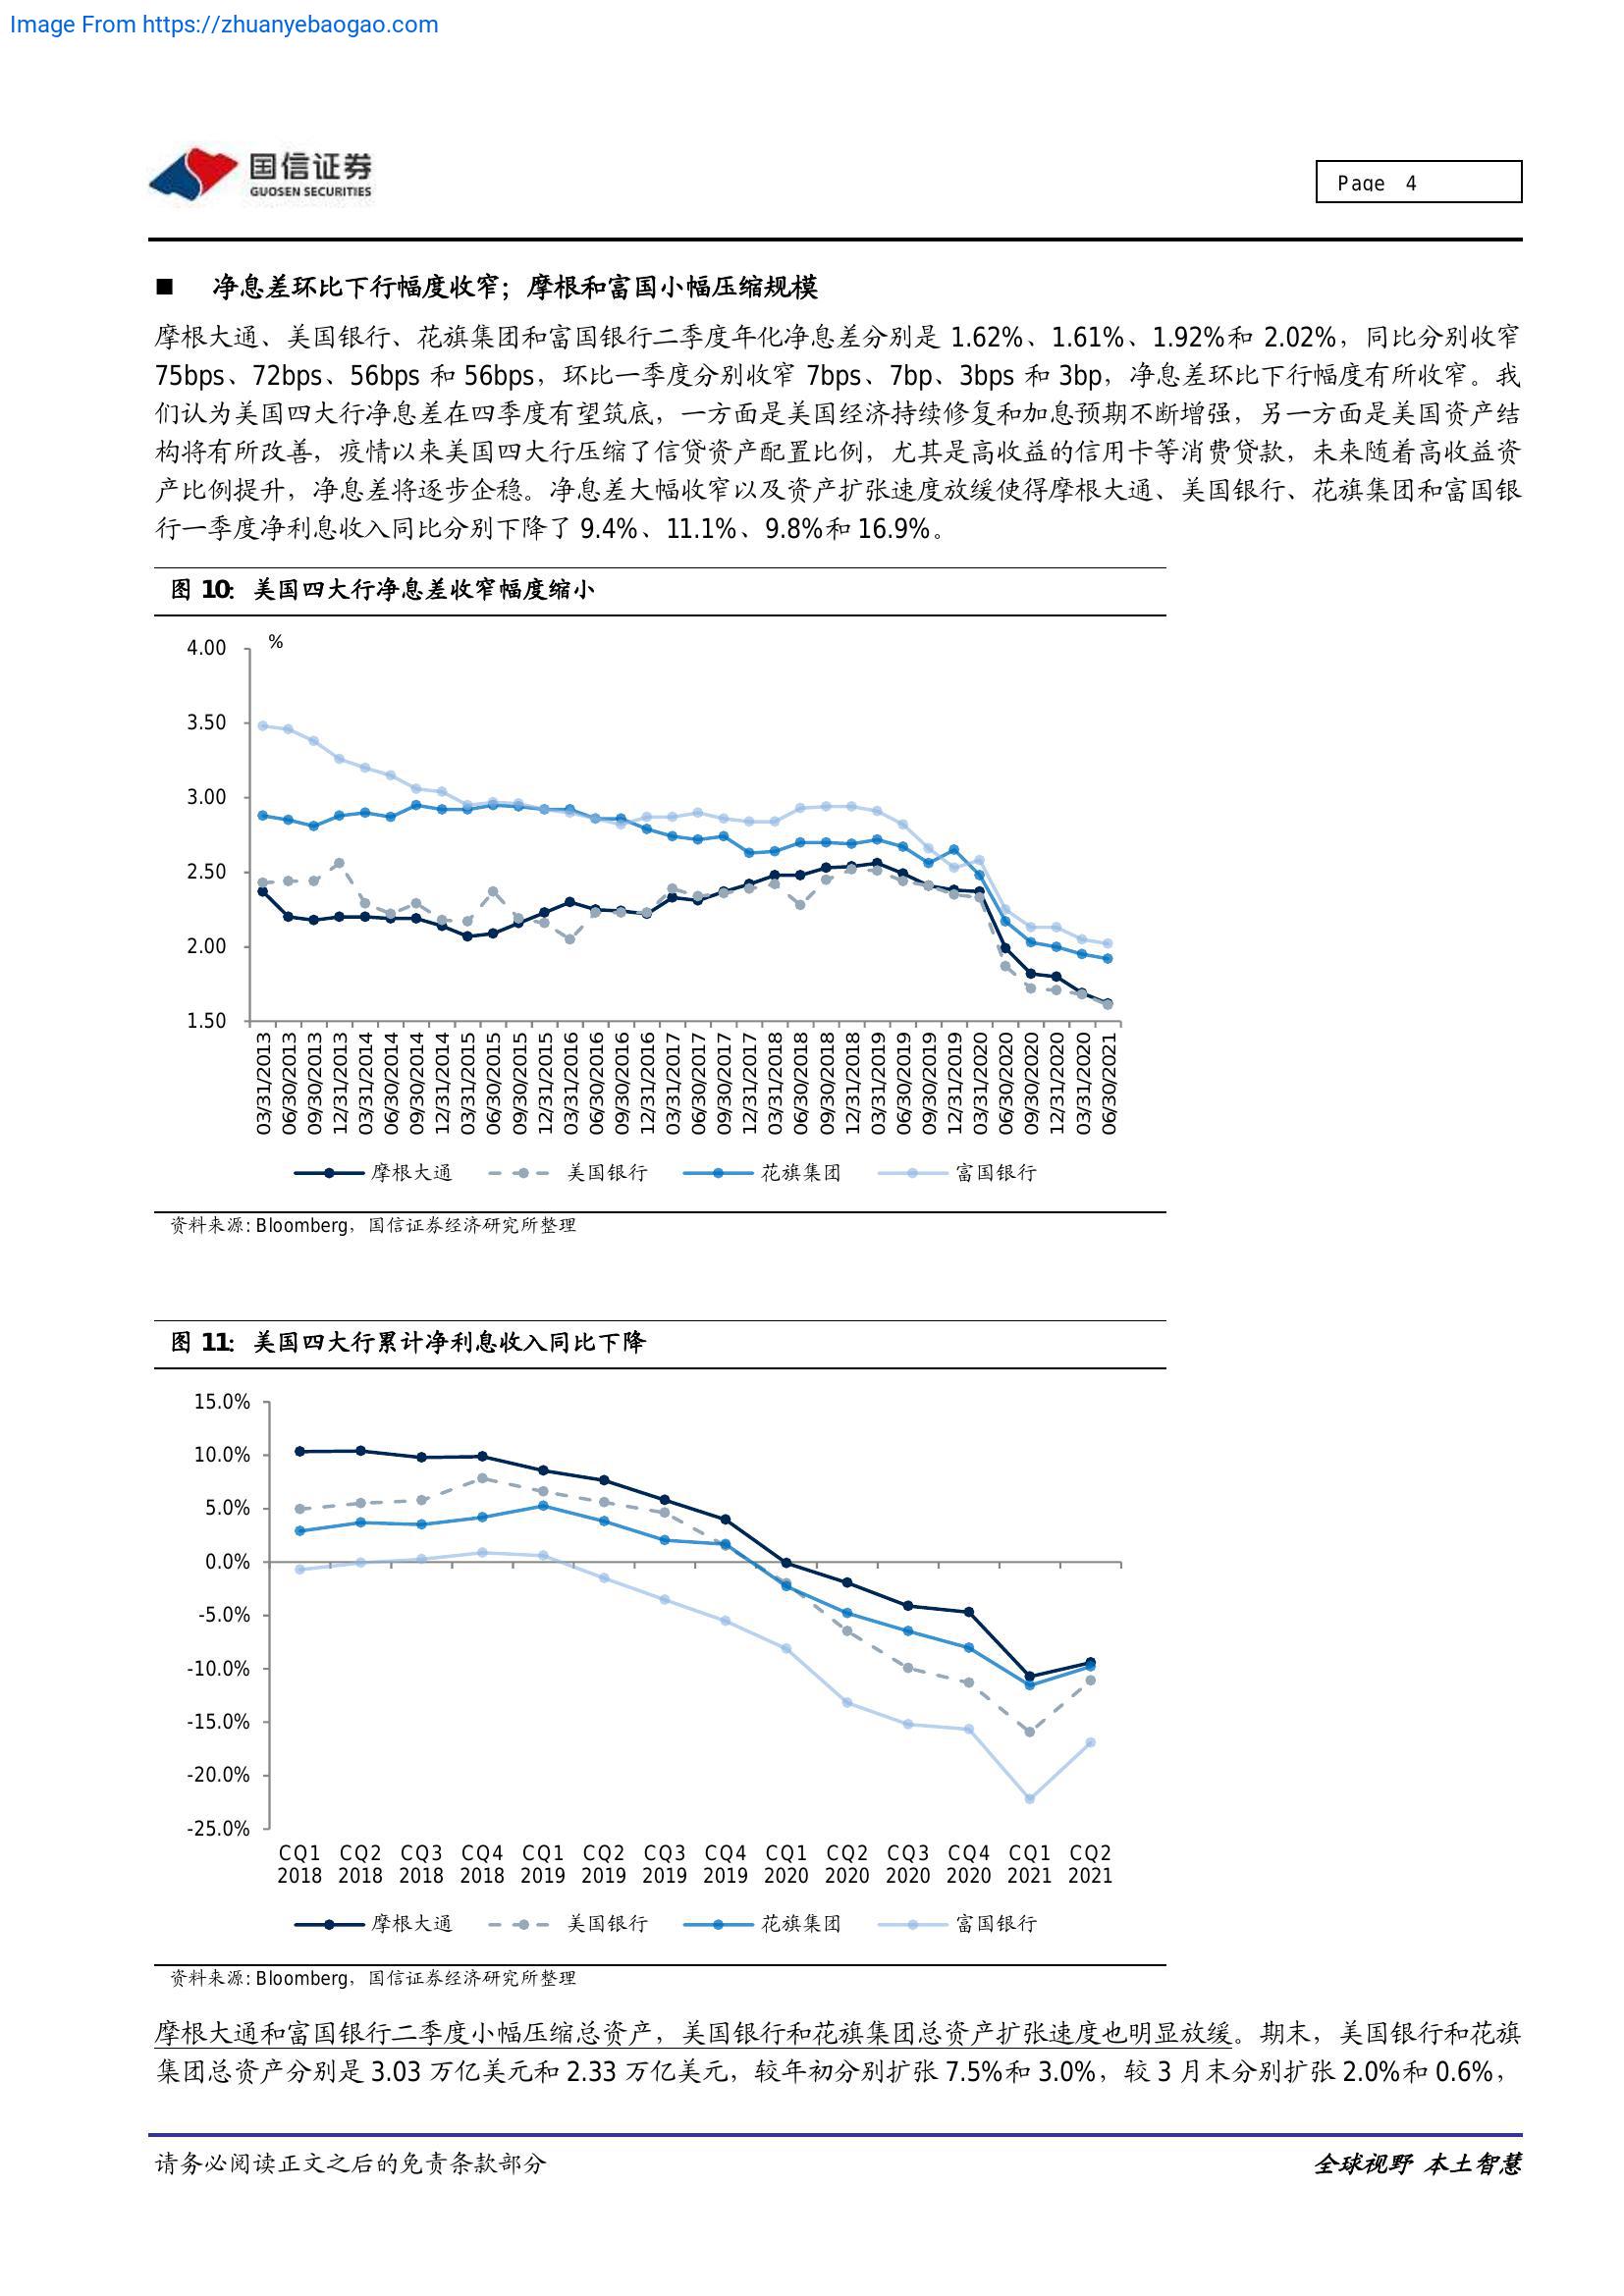 Image From https://zhuanyebaogao.com
国信证券
GUOSEN SECURITIES
Page 4
■ 净息差环比下行幅度收窄；摩根和富国小幅压缩规模
摩根大通、美国银行、花旗集团和富国银行二季度年化净息差分别是 1.62%、1.61%、1.92%和 2.02%，同比分别收窄
75bps、72bps、56bps 和 56bps，环比一季度分别收窄 7bps、7bp、3bps 和 3bp，净息差环比下行幅度有所收窄。我
们认为美国四大行净息差在四季度有望筑底，一方面是美国经济持续修复和加息预期不断增强，另一方面是美国资产结
构将有所改善，疫情以来美国四大行压缩了信贷资产配置比例，尤其是高收益的信用卡等消费贷款，未来随着高收益资
产比例提升，净息差将逐步企稳。净息差大幅收窄以及资产扩张速度放缓使得摩根大通、美国银行、花旗集团和富国银
行一季度净利息收入同比分别下降了 9.4%、11.1%、9.8%和 16.9%。
图 10：美国四大行净息差收窄幅度缩小
%
4.00
3.50
3.00
2.50
2.00
1.50
03/31/2013
06/30/2013
09/30/2013
12/31/2013
03/31/2014
06/30/2014
09/30/2014
12/31/2014
03/31/2015
06/30/2015
09/30/2015
12/31/2015
03/31/2016
06/30/2016
09/30/2016
12/31/2016
03/31/2017
06/30/2017
09/30/2017
12/31/2017
03/31/2018
06/30/2018
09/30/2018
12/31/2018
03/31/2019
06/30/2019
09/30/2019
12/31/2019
03/31/2020
06/30/2020
09/30/2020
12/31/2020
03/31/2020
06/30/2021
摩根大通 美国银行 花旗集团 富国银行
资料来源: Bloomberg，国信证券经济研究所整理
图 11：美国四大行累计净利息收入同比下降
15.0%
10.0%
5.0%
0.0%
-5.0%
-10.0%
-15.0%
-20.0%
-25.0%
CQ1 CQ2 CQ3 CQ4 CQ1 CQ2 CQ3 CQ4 CQ1 CQ2 CQ3 CQ4 CQ1 CQ2
2018 2018 2018 2018 2019 2019 2019 2019 2020 2020 2020 2020 2021 2021
摩根大通 美国银行 花旗集团 富国银行
资料来源: Bloomberg，国信证券经济研究所整理
摩根大通和富国银行二季度小幅压缩总资产，美国银行和花旗集团总资产扩张速度也明显放缓。期末，美国银行和花旗
集团总资产分别是 3.03 万亿美元和 2.33 万亿美元，较年初分别扩张 7.5%和 3.0%，较 3 月末分别扩张 2.0%和 0.6%，
请务必阅读正文之后的免责条款部分
全球视野 本土智慧